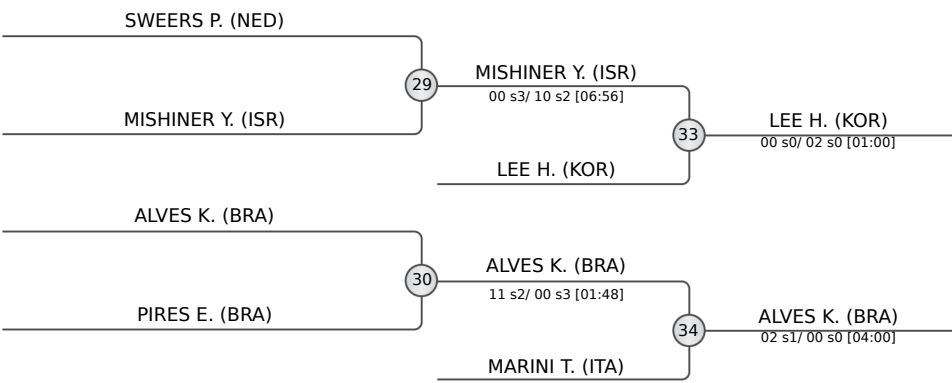 SWEERS P. (NED)
29
MISHINER Y. (ISR)
00 s3/ 10 s2 [06:56]
MISHINER Y. (ISR)
33
LEE H. (KOR)
00 s0/ 02 s0 [01:00]
LEE H. (KOR)
ALVES K. (BRA)
30
ALVES K. (BRA)
11 s2/ 00 s3 [01:48]
PIRES E. (BRA)
34
ALVES K. (BRA)
02 s1/ 00 s0 [04:00]
MARINI T. (ITA)